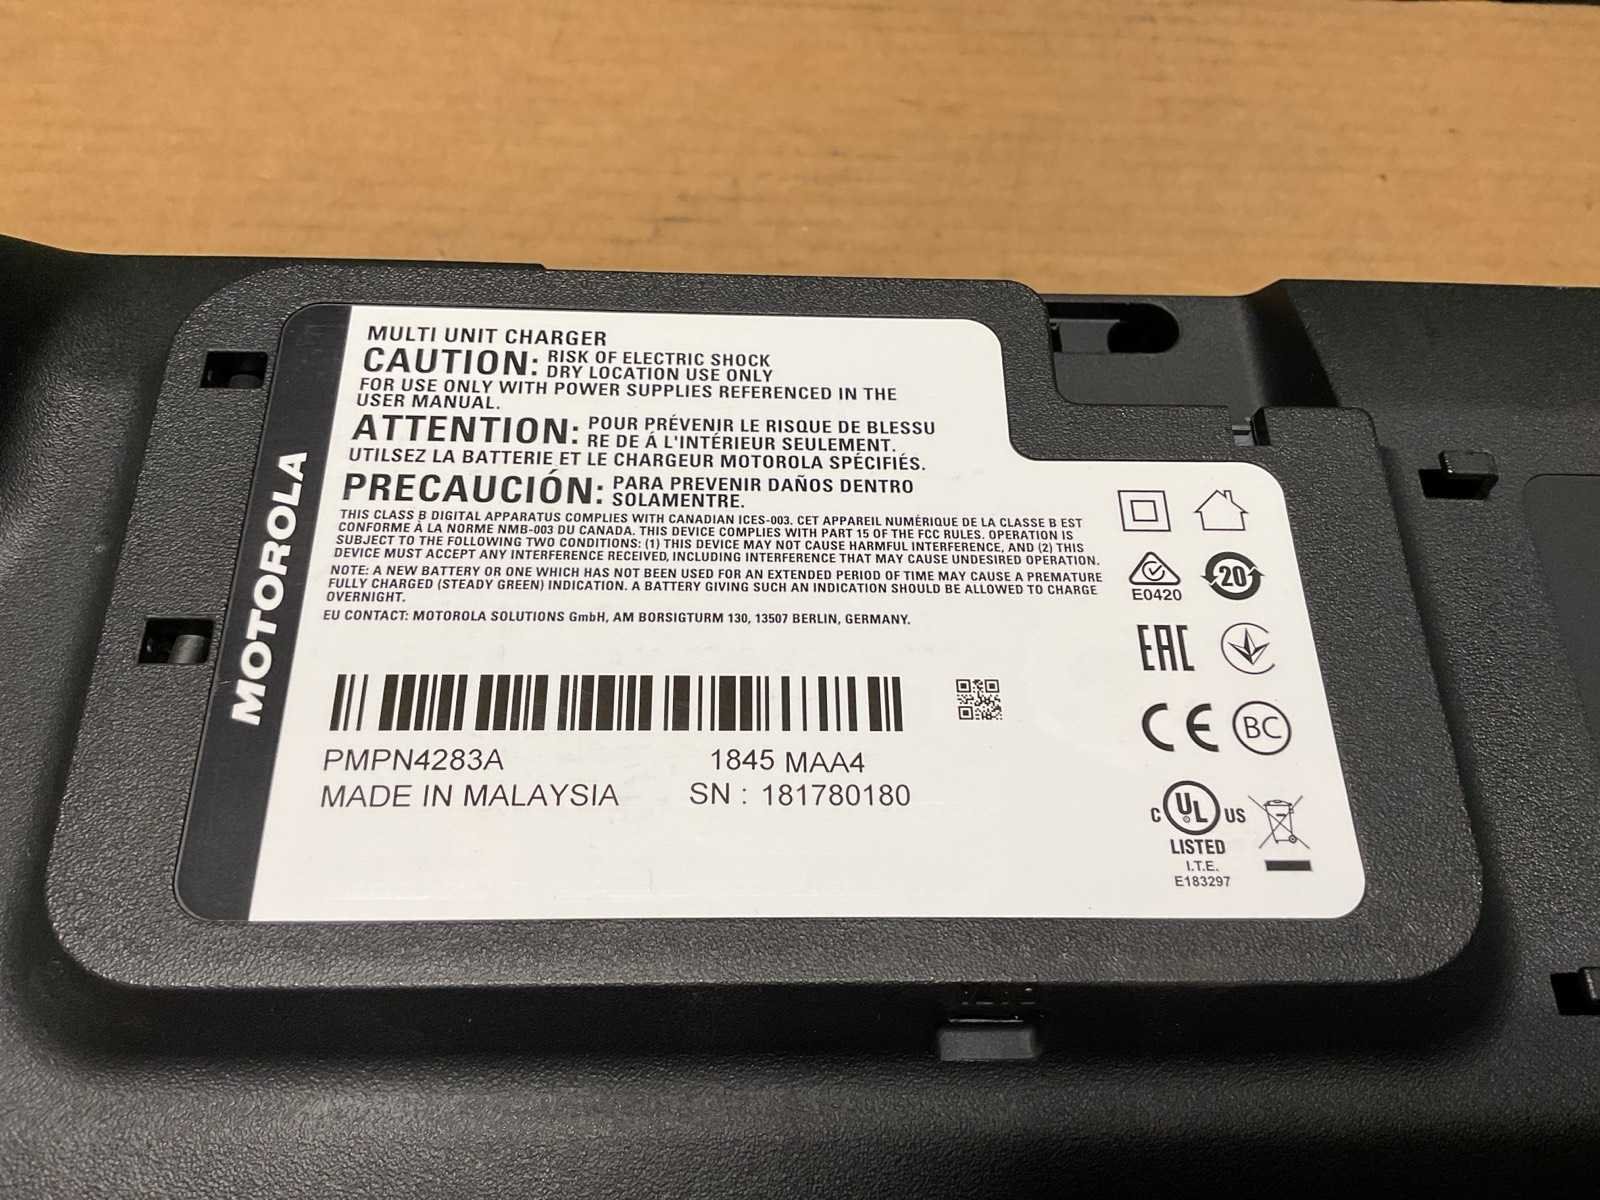 MOTOROLA
MULTI UNIT CHARGER
CAUTION: RISK OF ELECTRIC SHOCK
DRY LOCATION USE ONLY
FOR USE ONLY WITH POWER SUPPLIES REFERENCED IN THE
USER MANUAL.
ATTENTION: POUR PRÉVENIR LE RISQUE DE BLESSU
RE DE Á L'INTÉRIEUR SEULEMENT.
UTILSEZ LA BATTERIE ET LE CHARGEUR MOTOROLA SPÉCIFIÉS.
PRECAUCIÓN: PARA PREVENIR DAÑOS DENTRO
SOLAMENTRE.
THIS CLASS B DIGITAL APPARATUS COMPLIES WITH CANADIAN ICES-003. CET APPAREIL NUMÉRIQUE DE LA CLASSE B EST
CONFORME À LA NORME NMB-003 DU CANADA. THIS DEVICE COMPLIES WITH PART 15 OF THE FCC RULES. OPERATION IS
SUBJECT TO THE FOLLOWING TWO CONDITIONS: (1) THIS DEVICE MAY NOT CAUSE HARMFUL INTERFERENCE, AND (2) THIS
DEVICE MUST ACCEPT ANY INTERFERENCE RECEIVED, INCLUDING INTERFERENCE THAT MAY CAUSE UNDESIRED OPERATION.
NOTE: A NEW BATTERY OR ONE WHICH HAS NOT BEEN USED FOR AN EXTENDED PERIOD OF TIME MAY CAUSE A PREMATURE
FULLY CHARGED (STEADY GREEN) INDICATION. A BATTERY GIVING SUCH AN INDICATION SHOULD BE ALLOWED TO CHARGE
OVERNIGHT.
EU CONTACT: MOTOROLA SOLUTIONS GmbH, AM BORSIGTURM 130, 13507 BERLIN, GERMANY.
PMPN4283A 1845 MAA4
MADE IN MALAYSIA SN : 181780180
20
E0420
EAC
CE BC
C UL US
LISTED
I.T.E.
E183297